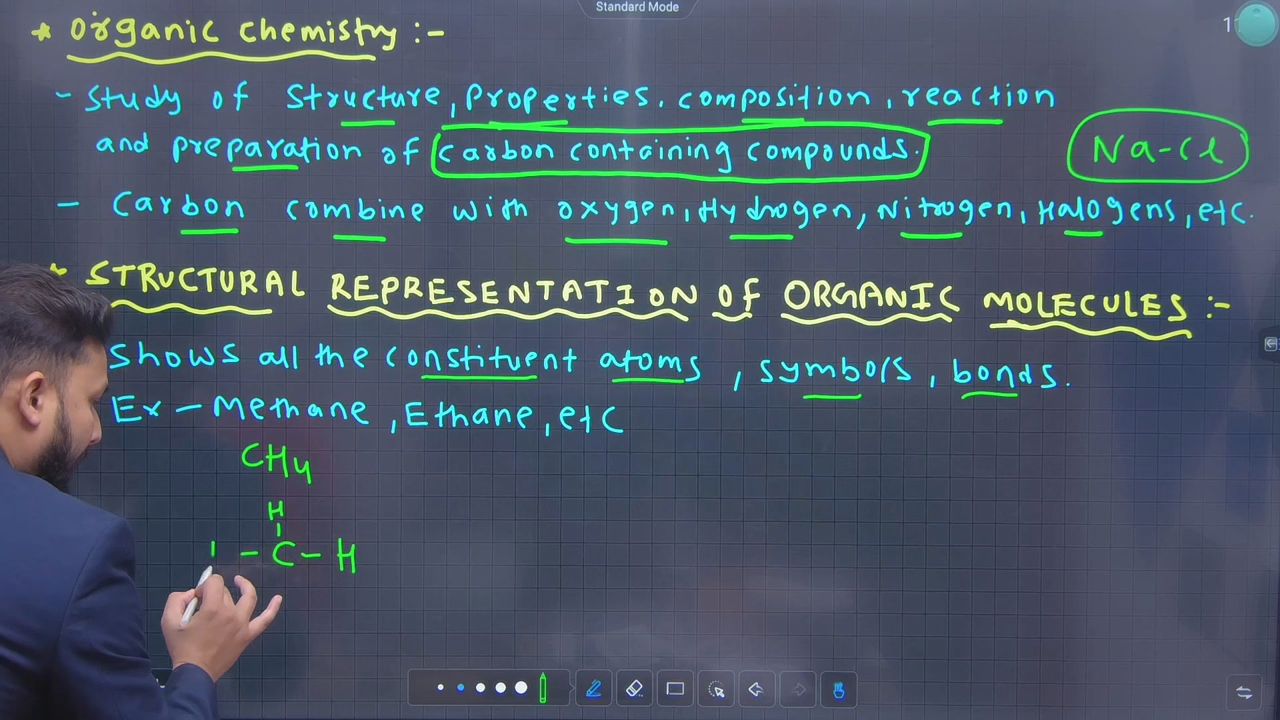 Standard Mode
* Organic chemistry :-
- Study of Structure, Properties, composition, reaction
and preparation of carbon containing compounds.
Na-Cl
- Carbon combine with oxygen, Hydrogen, Nitrogen, Halogens, etc.
* STRUCTURAL REPRESENTATION OF ORGANIC MOLECULES :-
Shows all the constituent atoms, symbols, bonds.
Ex - Methane, Ethane, etc
CH4
H
- C - H